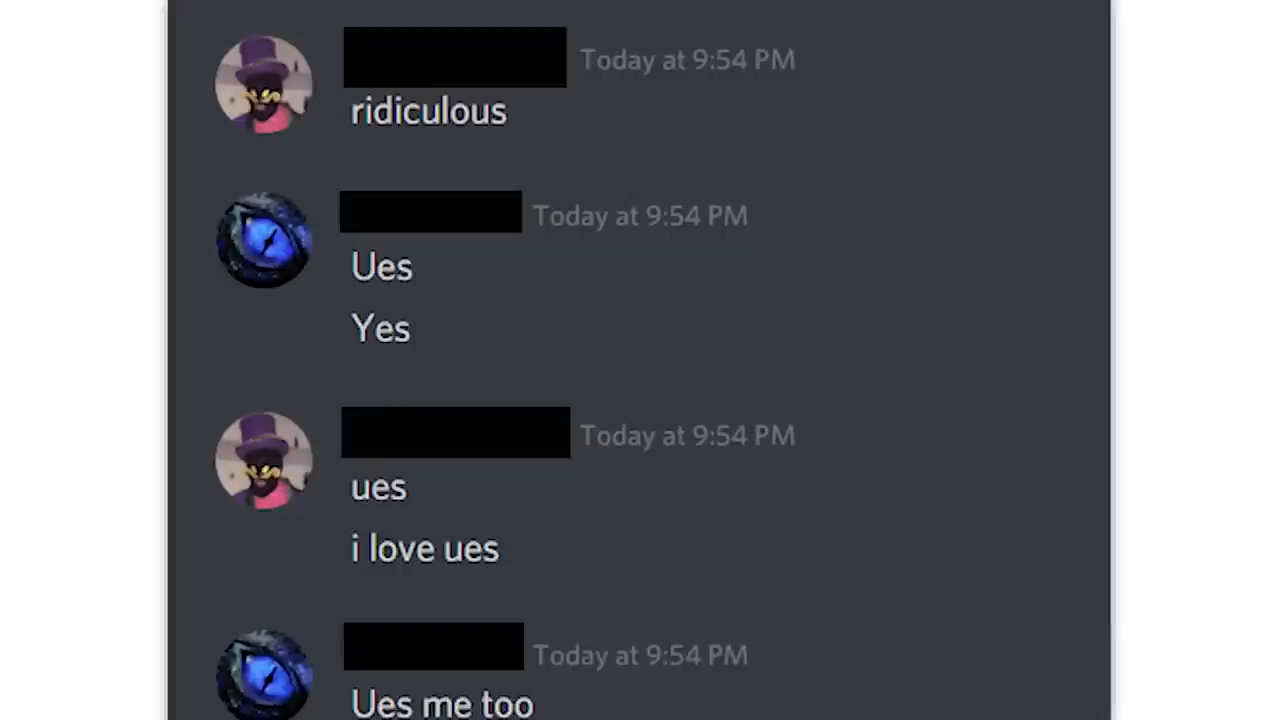 Today at 9:54 PM
ridiculous
Today at 9:54 PM
Ues
Yes
Today at 9:54 PM
ues
i love ues
Today at 9:54 PM
Ues me too